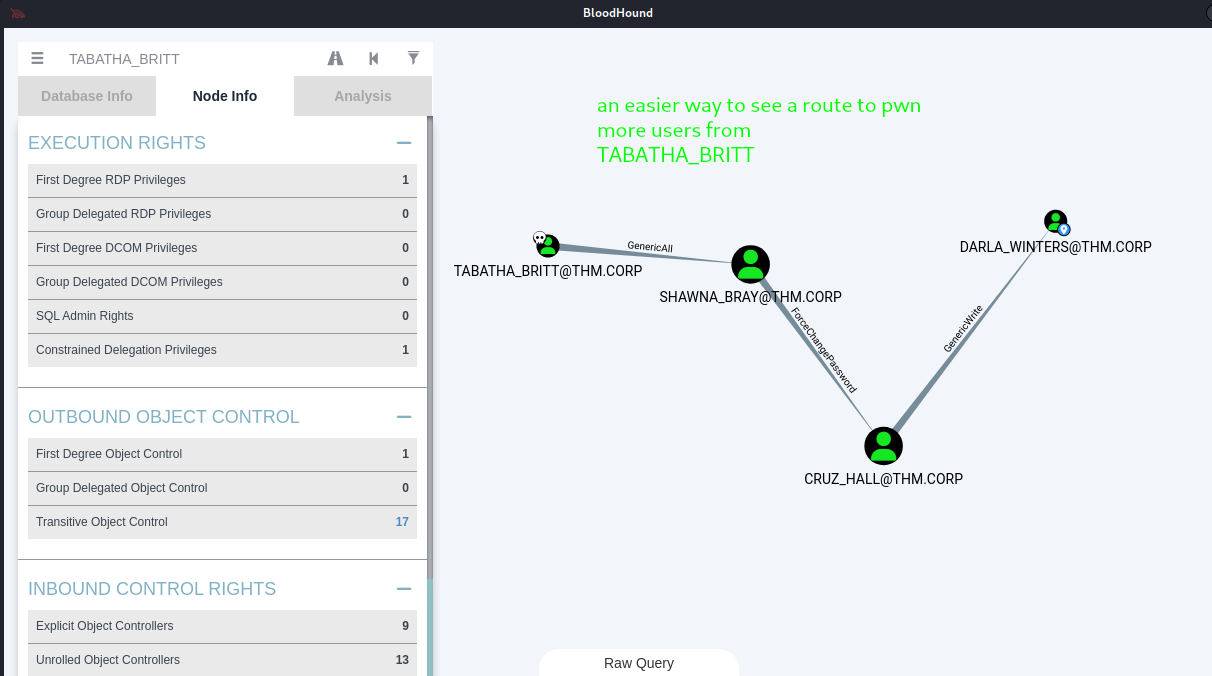 BloodHound
TABATHA_BRITT
Database Info
Node Info
Analysis
EXECUTION RIGHTS
First Degree RDP Privileges 1
Group Delegated RDP Privileges 0
First Degree DCOM Privileges 0
Group Delegated DCOM Privileges 0
SQL Admin Rights 0
Constrained Delegation Privileges 1
OUTBOUND OBJECT CONTROL
First Degree Object Control 1
Group Delegated Object Control 0
Transitive Object Control 17
INBOUND CONTROL RIGHTS
Explicit Object Controllers 9
Unrolled Object Controllers 13
an easier way to see a route to pwn
more users from
TABATHA_BRITT
GenericAll
TABATHA_BRITT@THM.CORP
SHAWNA_BRAY@THM.CORP
DARLA_WINTERS@THM.CORP
ForceChangePassword
GenericWrite
CRUZ_HALL@THM.CORP
Raw Query